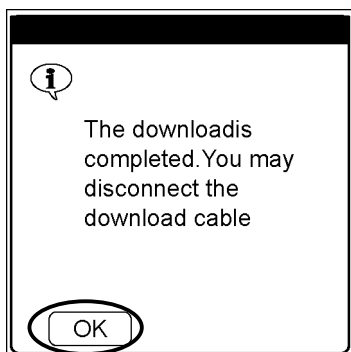 The downloadis
completed.You may
disconnect the
download cable
OK